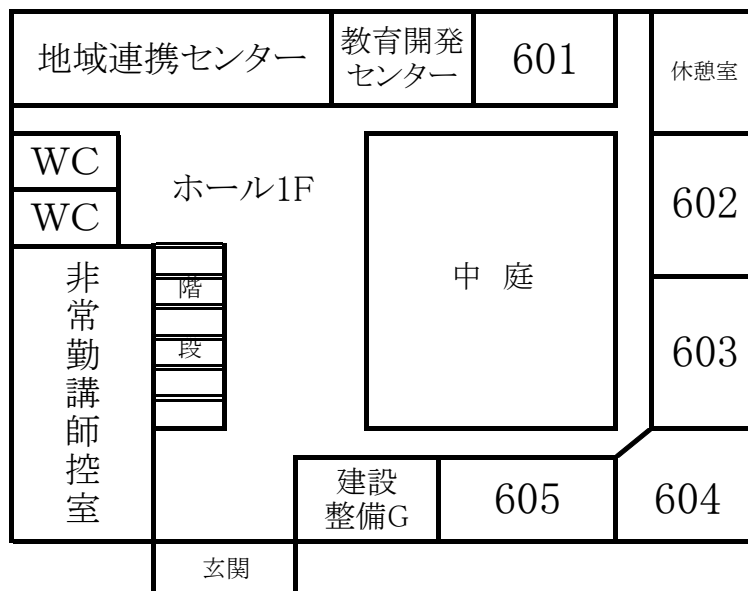 地域連携センター
教育開発
センター
601
休憩室
WC
WC
ホール1F
602
中 庭
階
段
非常勤講師控室
603
建設
整備G
605
604
玄関